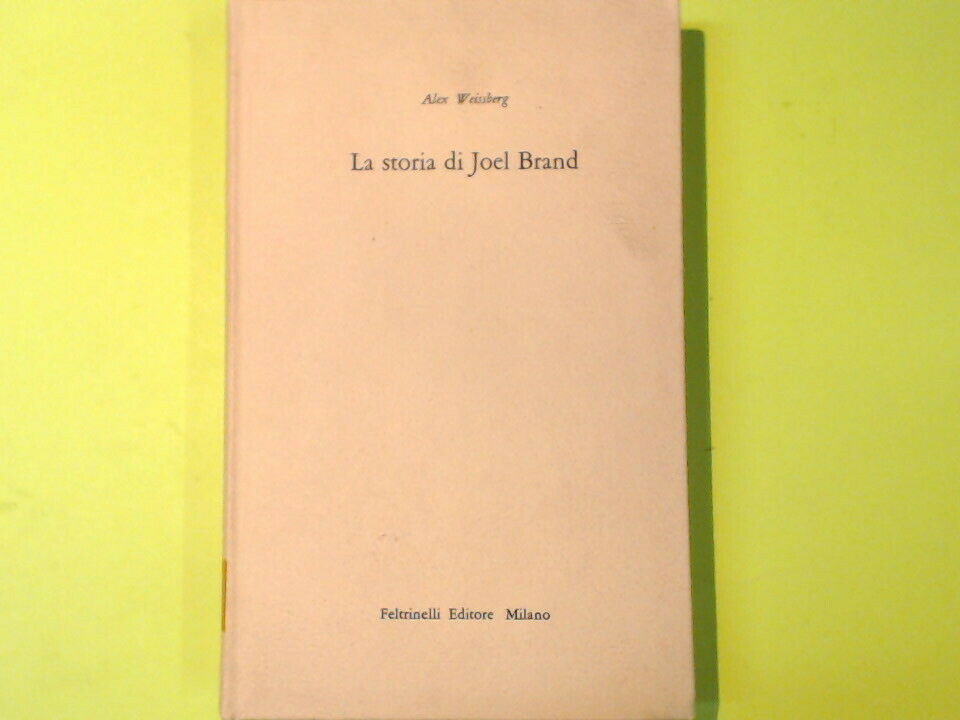 Alex Weissberg
La storia di Joel Brand
Feltrinelli Editore Milano